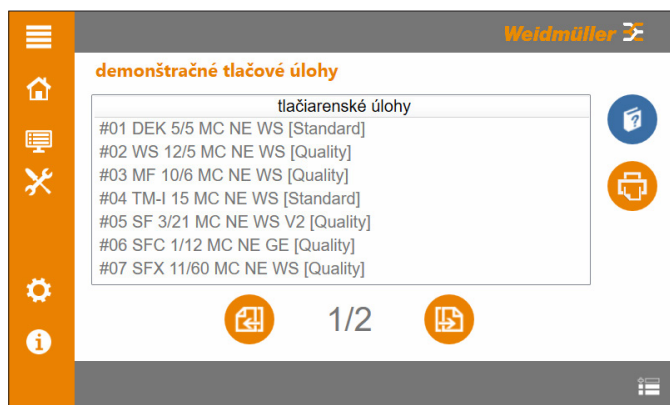 Weidmüller
demonštračné tlačové úlohy
tlačiarenské úlohy
#01 DEK 5/5 MC NE WS [Standard]
#02 WS 12/5 MC NE WS [Quality]
#03 MF 10/6 MC NE WS [Quality]
#04 TM-I 15 MC NE WS [Standard]
#05 SF 3/21 MC NE WS V2 [Quality]
#06 SFC 1/12 MC NE GE [Quality]
#07 SFX 11/60 MC NE WS [Quality]
1/2